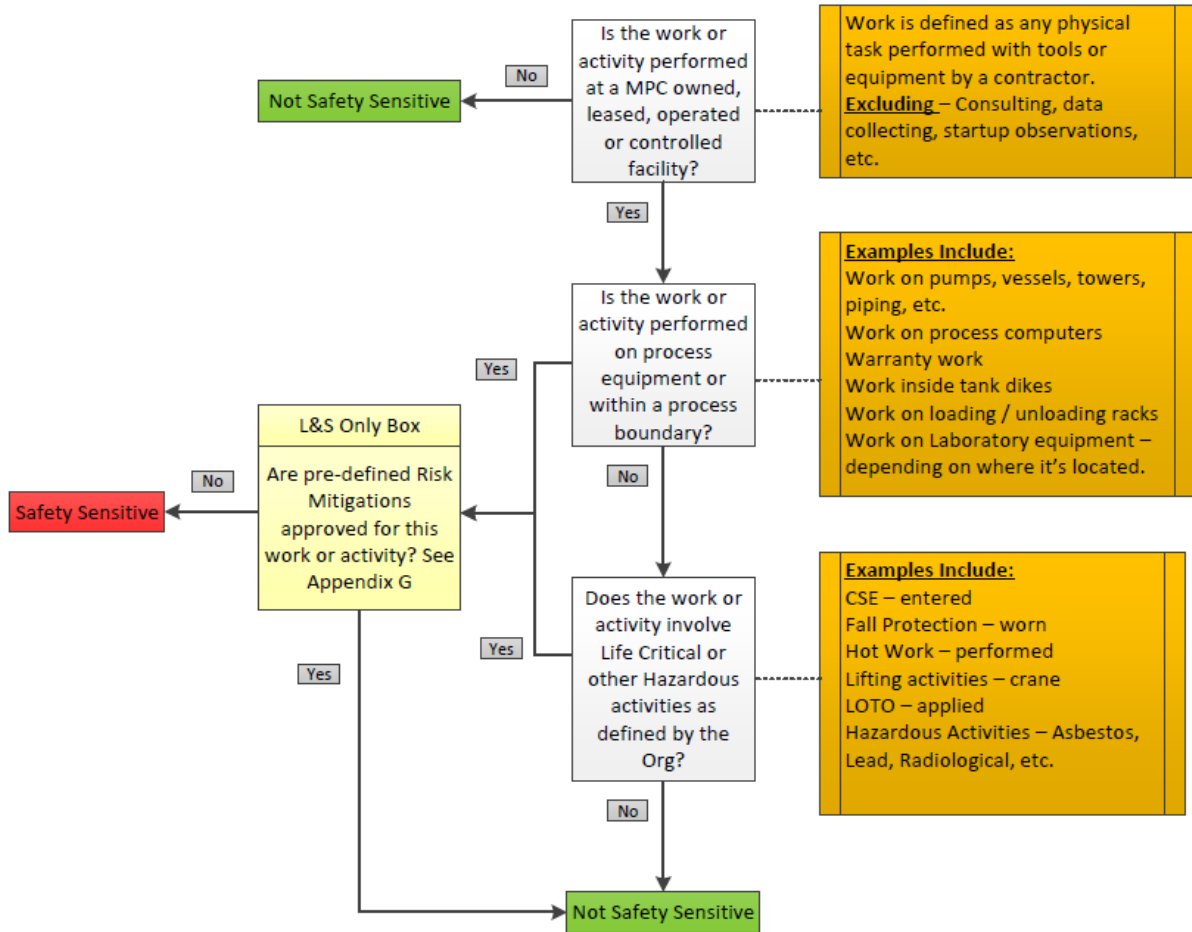 Is the work or
activity performed
at a MPC owned,
leased, operated
or controlled
facility?
No
Not Safety Sensitive
Work is defined as any physical
task performed with tools or
equipment by a contractor.
Excluding – Consulting, data
collecting, startup observations,
etc.
Yes
Is the work or
activity performed
on process
equipment or
within a process
boundary?
Examples Include:
Work on pumps, vessels, towers,
piping, etc.
Work on process computers
Warranty work
Work inside tank dikes
Work on loading / unloading racks
Work on Laboratory equipment –
depending on where it's located.
Yes
No
L&S Only Box
Are pre-defined Risk
Mitigations
approved for this
work or activity? See
Appendix G
No
Safety Sensitive
Yes
Does the work or
activity involve
Life Critical or
other Hazardous
activities as
defined by the
Org?
Yes
Examples Include:
CSE – entered
Fall Protection – worn
Hot Work – performed
Lifting activities – crane
LOTO – applied
Hazardous Activities – Asbestos,
Lead, Radiological, etc.
No
Not Safety Sensitive